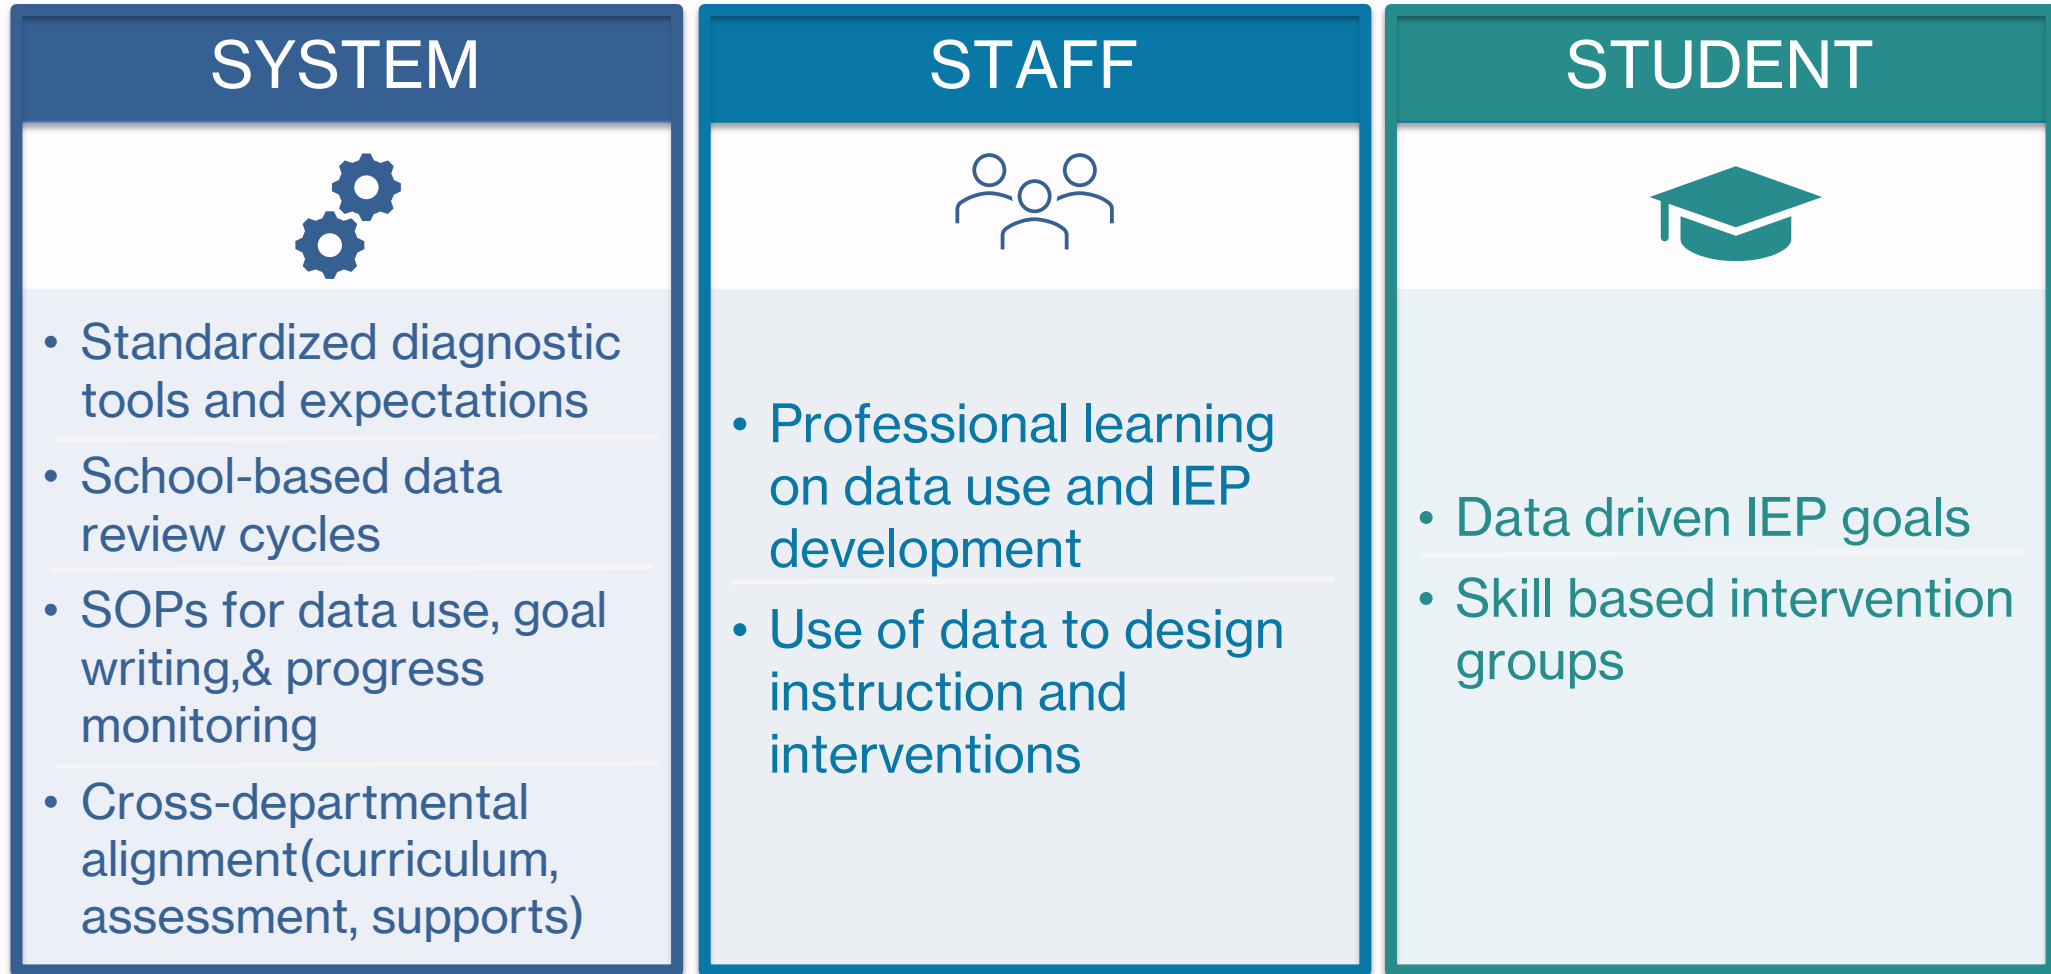 SYSTEM
• Standardized diagnostic
tools and expectations
• School-based data
review cycles
• SOPs for data use, goal
writing,& progress
monitoring
• Cross-departmental
alignment(curriculum,
assessment, supports)
STAFF
• Professional learning
on data use and IEP
development
• Use of data to design
instruction and
interventions
STUDENT
• Data driven IEP goals
• Skill based intervention
groups